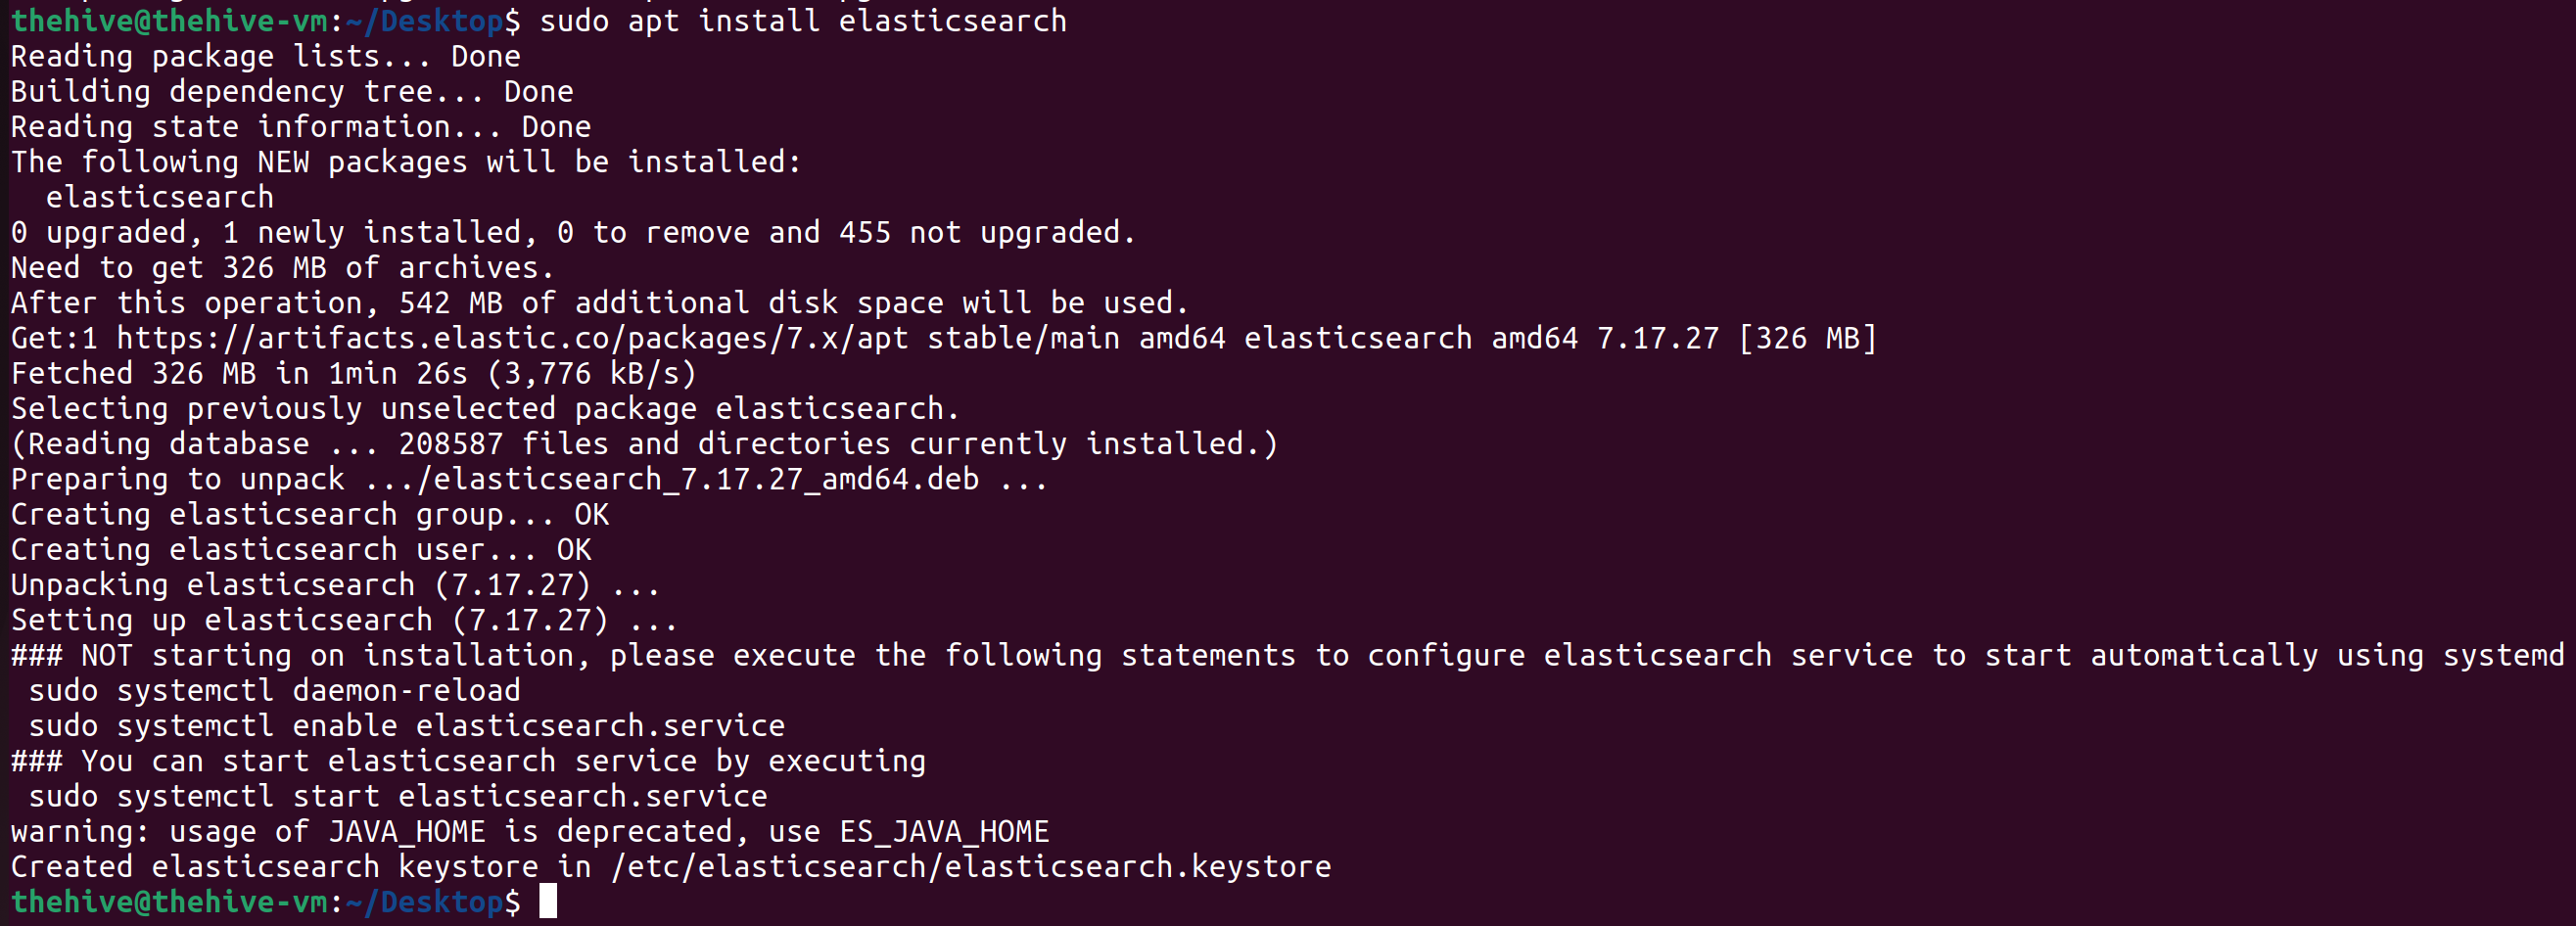 thehive@thehive-vm:~/Desktop$ sudo apt install elasticsearch
Reading package lists... Done
Building dependency tree... Done
Reading state information... Done
The following NEW packages will be installed:
  elasticsearch
0 upgraded, 1 newly installed, 0 to remove and 455 not upgraded.
Need to get 326 MB of archives.
After this operation, 542 MB of additional disk space will be used.
Get:1 https://artifacts.elastic.co/packages/7.x/apt stable/main amd64 elasticsearch amd64 7.17.27 [326 MB]
Fetched 326 MB in 1min 26s (3,776 kB/s)
Selecting previously unselected package elasticsearch.
(Reading database ... 208587 files and directories currently installed.)
Preparing to unpack .../elasticsearch_7.17.27_amd64.deb ...
Creating elasticsearch group... OK
Creating elasticsearch user... OK
Unpacking elasticsearch (7.17.27) ...
Setting up elasticsearch (7.17.27) ...
### NOT starting on installation, please execute the following statements to configure elasticsearch service to start automatically using systemd
 sudo systemctl daemon-reload
 sudo systemctl enable elasticsearch.service
### You can start elasticsearch service by executing
 sudo systemctl start elasticsearch.service
warning: usage of JAVA_HOME is deprecated, use ES_JAVA_HOME
Created elasticsearch keystore in /etc/elasticsearch/elasticsearch.keystore
thehive@thehive-vm:~/Desktop$